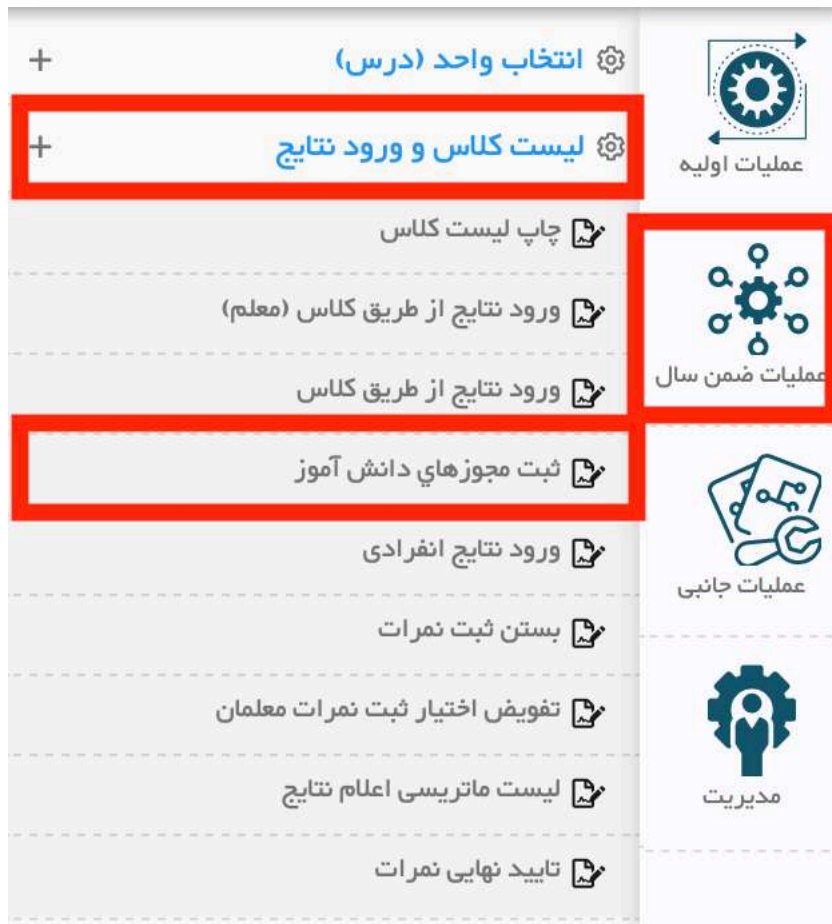 عملیات اولیه
عملیات ضمن سال
عملیات جانبی
مدیریت
انتخاب واحد (درس)
لیست کلاس و ورود نتایج
چاپ لیست کلاس
ورود نتایج از طریق کلاس (معلم)
ورود نتایج از طریق کلاس
ثبت مجوزهاي دانش آموز
ورود نتایج انفرادی
بستن ثبت نمرات
تفویض اختیار ثبت نمرات معلمان
لیست ماتریسی اعلام نتایج
تایید نهایی نمرات